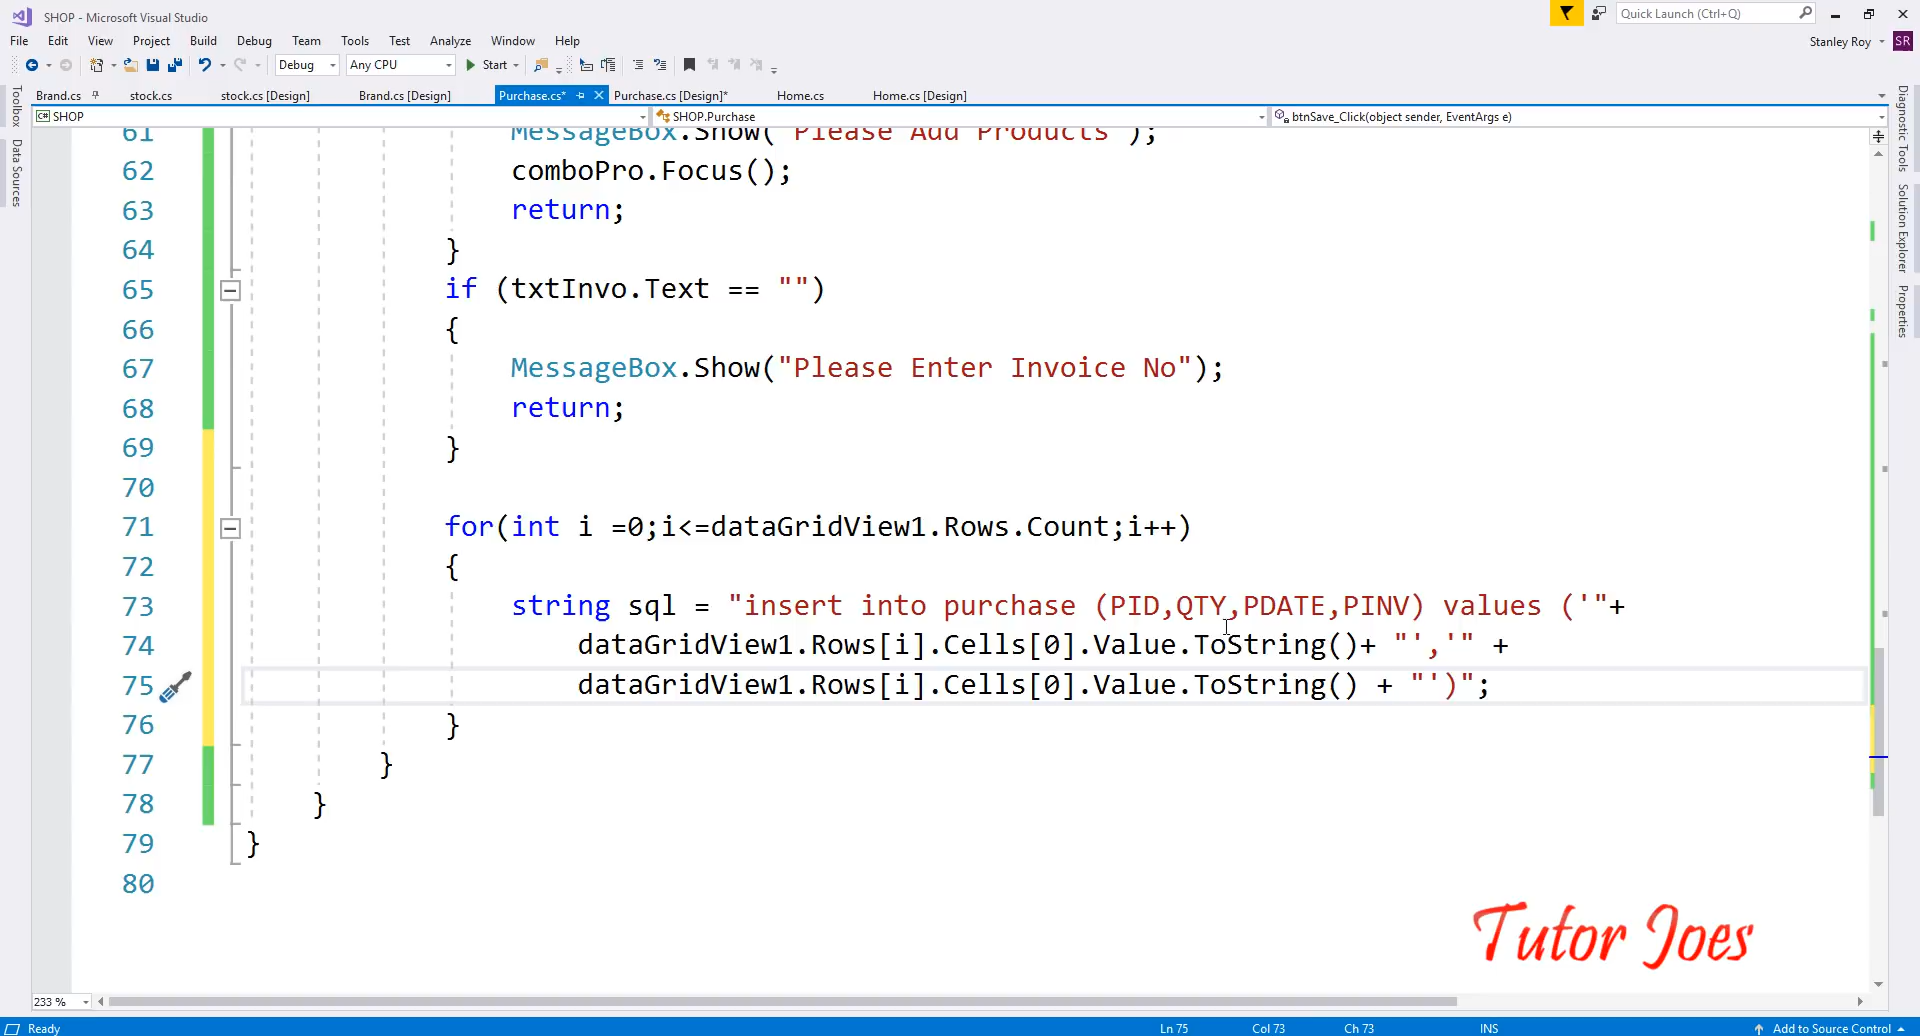 SHOP - Microsoft Visual Studio
Quick Launch (Ctrl+Q)
File Edit View Project Build Debug Team Tools Test Analyze Window Help
Stanley Roy SR
Debug Any CPU Start
Brand.cs stock.cs stock.cs [Design] Brand.cs [Design] Purchase.cs* Purchase.cs [Design]* Home.cs Home.cs [Design]
C# SHOP SHOP.Purchase btnSave_Click(object sender, EventArgs e)
Toolbox
Data Sources
Diagnostic Tools
Solution Explorer
Properties
61 MessageBox.Show("Please Add Products");
62 comboPro.Focus();
63 return;
64 }
65 if (txtInvo.Text == "")
66 {
67 MessageBox.Show("Please Enter Invoice No");
68 return;
69 }
70
71 for(int i =0;i<=dataGridView1.Rows.Count;i++)
72 {
73 string sql = "insert into purchase (PID,QTY,PDATE,PINV) values ('"+
74 dataGridView1.Rows[i].Cells[0].Value.ToString()+ "','" +
75 dataGridView1.Rows[i].Cells[0].Value.ToString() + "')";
76 }
77 }
78 }
79 }
80
Tutor Joes
233 %
Ready Ln 75 Col 73 Ch 73 INS Add to Source Control